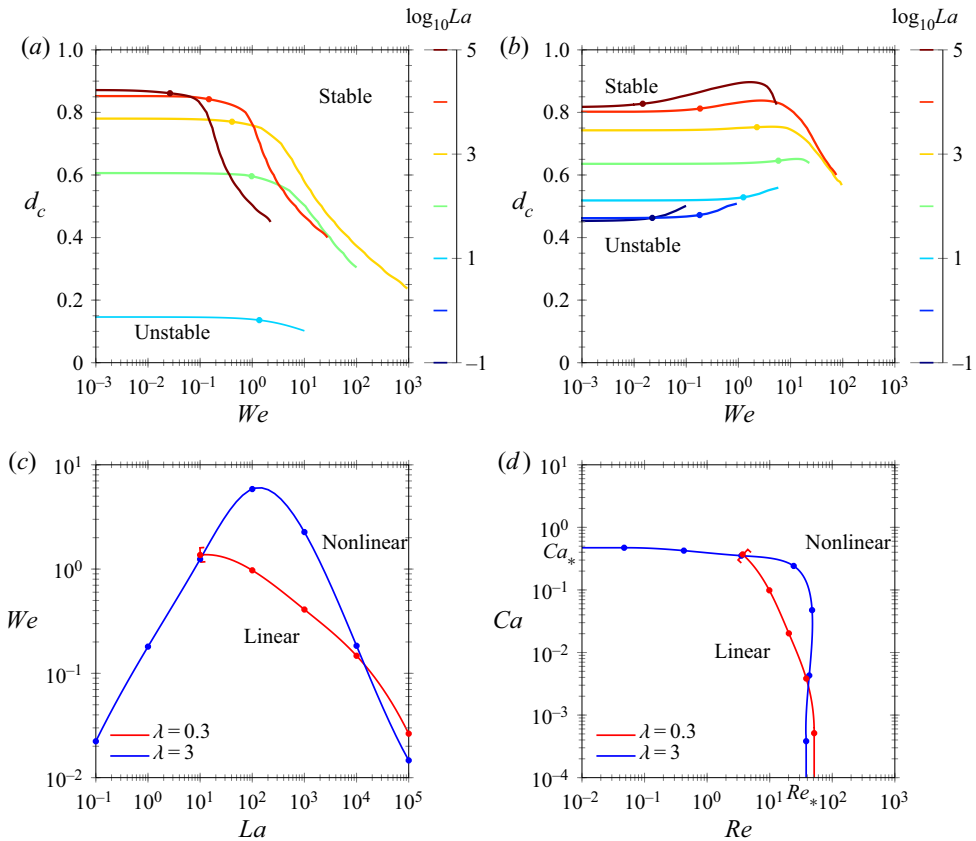 log₁₀La
log₁₀La
(a)
1.0
0.8
0.6
d_c
0.4
0.2
0
Stable
Unstable
10⁻³
10⁻²
10⁻¹
10⁰
10¹
10²
10³
We
5
3
1
−1
(b)
1.0
0.8
0.6
d_c
0.4
0.2
0
Stable
Unstable
10⁻³
10⁻²
10⁻¹
10⁰
10¹
10²
10³
We
5
3
1
−1
(c)
10¹
10⁰
We
10⁻¹
10⁻²
Nonlinear
Linear
λ = 0.3
λ = 3
10⁻¹
10⁰
10¹
10²
10³
10⁴
10⁵
La
(d)
10¹
10⁰
Ca*
10⁻¹
Ca
10⁻²
10⁻³
10⁻⁴
Nonlinear
Linear
λ = 0.3
λ = 3
10⁻²
10⁻¹
10⁰
10¹
Re*
10²
10³
Re